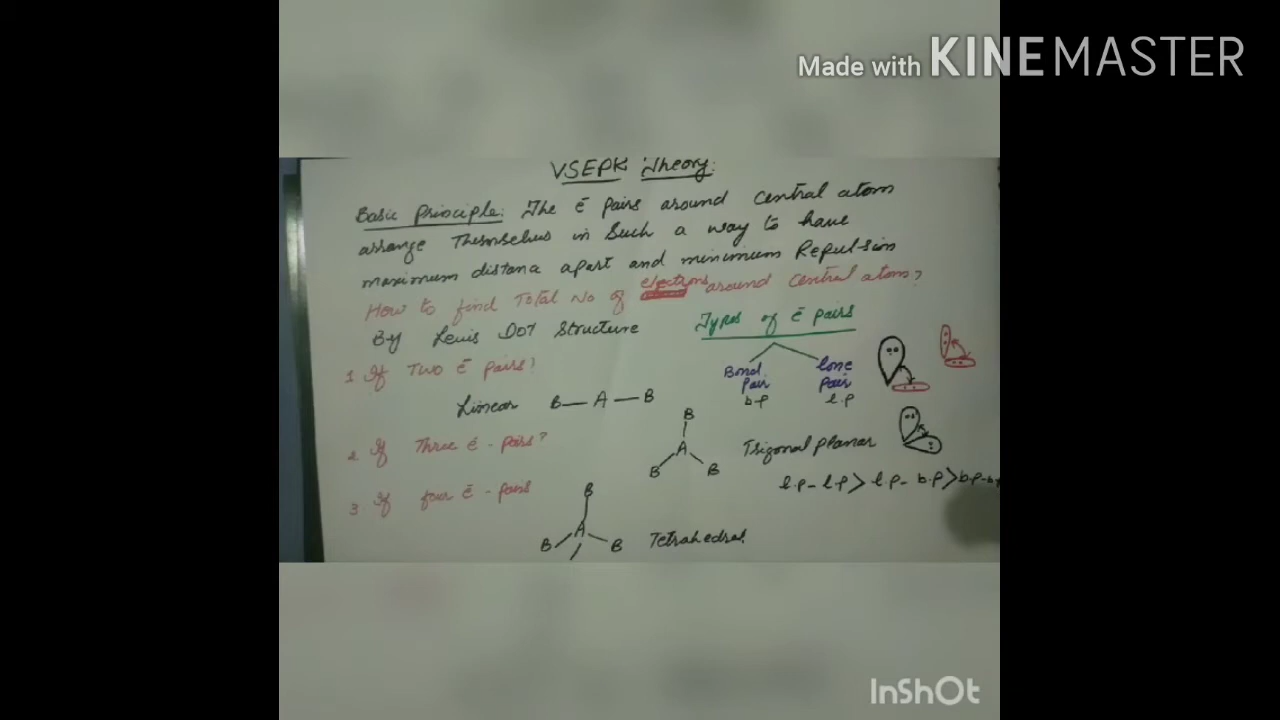 Made with KINEMASTER
VSEPR Theory:
Basic Principle: The ē pairs around central atom
arrange Themselves in Such a way to have
maximum distana apart and minimum Repulsion
How to find Total No of electrons around central atom?
By Lewis DOT Structure
Types of ē pairs
Bond pair b.p
lone pair l.p
1. If Two ē pairs?
Linear B—A—B
2. If Three ē - pairs?
B
A
B B
Trigonal planar
l.p - l.p > l.p - b.p > b.p - b.p
3. If four ē - pairs
B
A
B B
Tetrahedral
InShOt